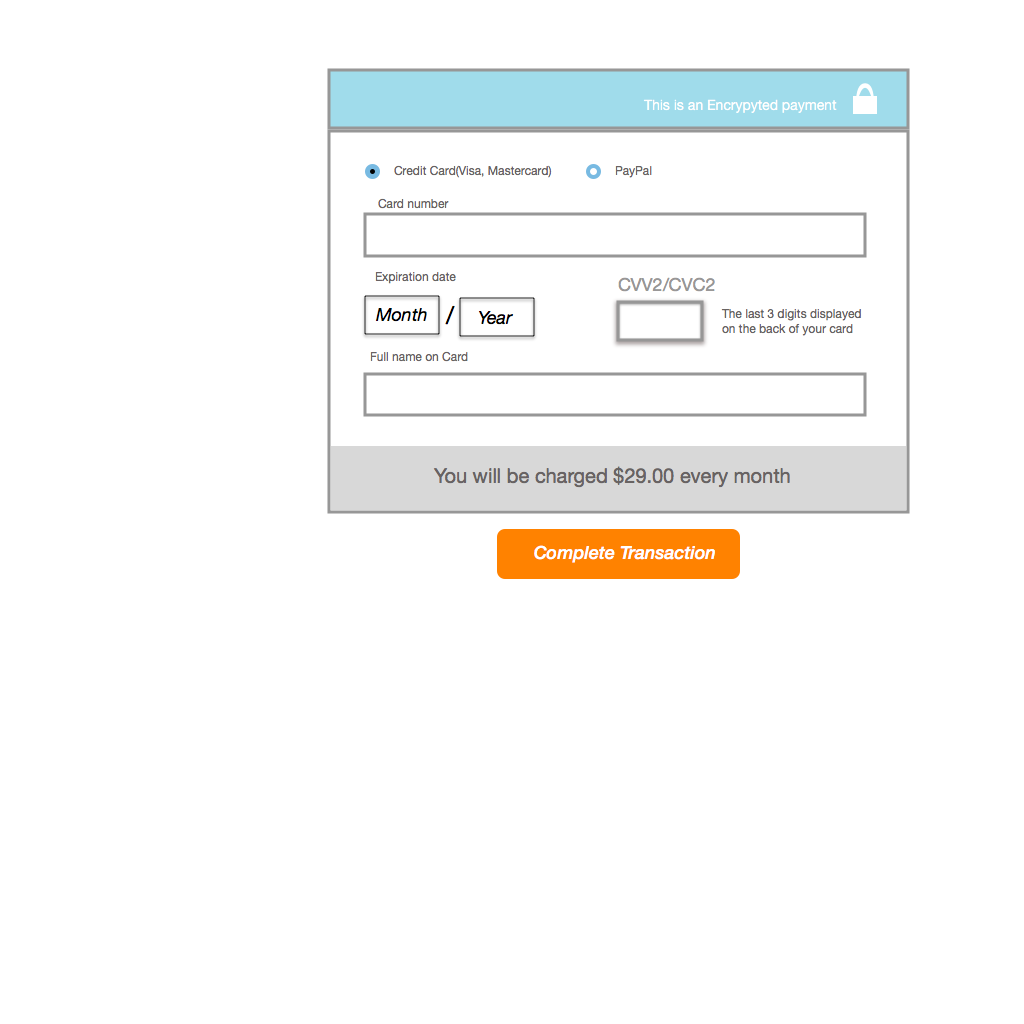 This is an Encrypyted payment
Credit Card(Visa, Mastercard)
PayPal
Card number
Expiration date
CVV2/CVC2
Month / Year
The last 3 digits displayed
on the back of your card
Full name on Card
You will be charged $29.00 every month
Complete Transaction